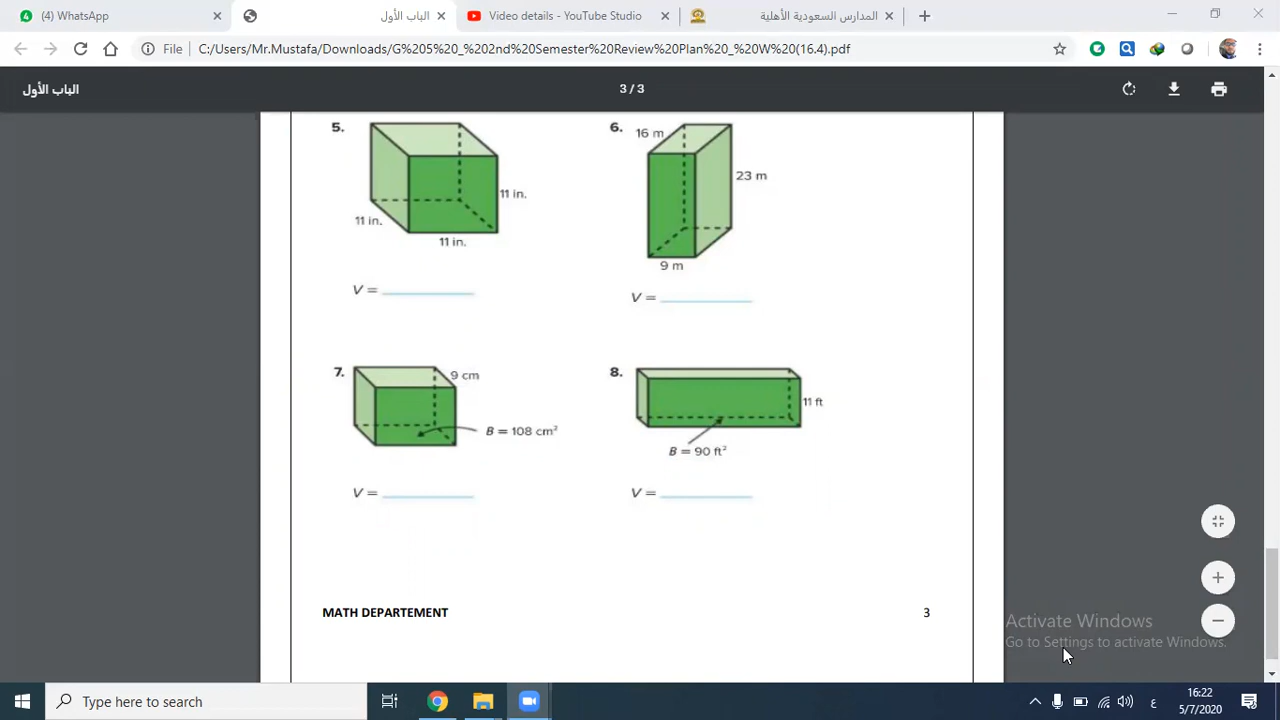 (4) WhatsApp
الباب الأول
Video details - YouTube Studio
المدارس السعودية الأهلية
File
C:/Users/Mr.Mustafa/Downloads/G%205%20_%202nd%20Semester%20Review%20Plan%20_%20W%20(16.4).pdf
الباب الأول
3 / 3
5.
11 in.
11 in.
11 in.
V =
6.
16 m
23 m
9 m
V =
7.
9 cm
B = 108 cm²
V =
8.
11 ft
B = 90 ft²
V =
MATH DEPARTEMENT
3
Activate Windows
Go to Settings to activate Windows.
Type here to search
ع
16:22
5/7/2020